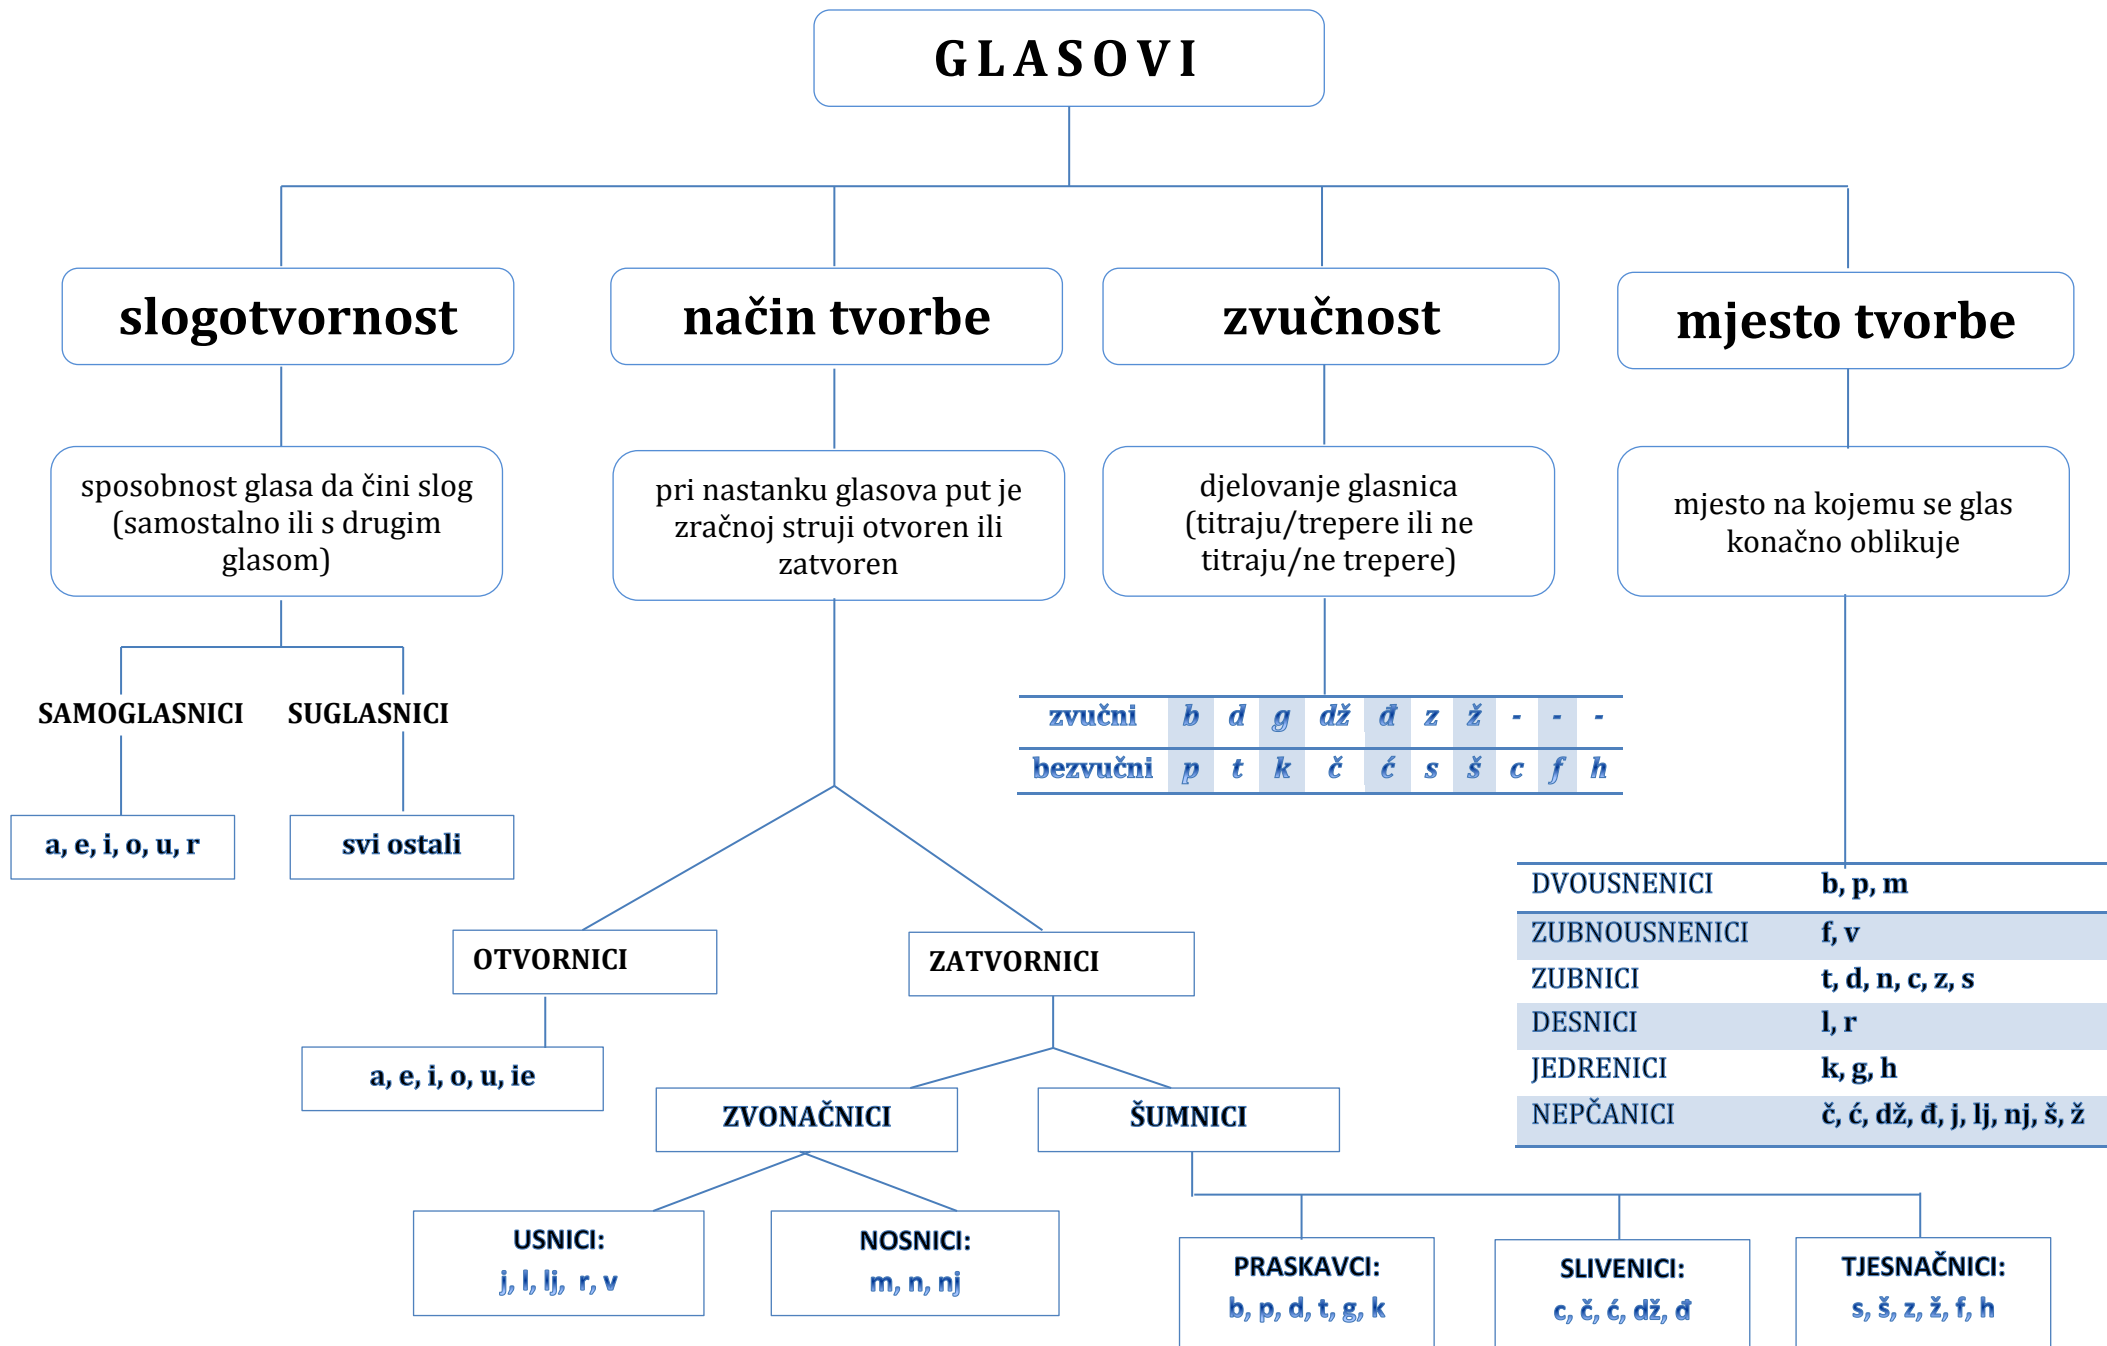 GLASOVI
slogotvornost
način tvorbe
zvučnost
mjesto tvorbe
sposobnost glasa da čini slog
(samostalno ili s drugim
glasom)
pri nastanku glasova put je
zračnoj struji otvoren ili
zatvoren
djelovanje glasnica
(titraju/trepere ili ne
titraju/ne trepere)
mjesto na kojemu se glas
konačno oblikuje
SAMOGLASNICI
SUGLASNICI
a, e, i, o, u, r
svi ostali
zvučni b d g dž đ z ž - - -
bezvučni p t k č ć s š c f h
OTVORNICI
ZATVORNICI
a, e, i, o, u, ie
ZVONAČNICI
ŠUMNICI
USNICI:
j, l, lj, r, v
NOSNICI:
m, n, nj
PRASKAVCI:
b, p, d, t, g, k
SLIVENICI:
c, č, ć, dž, đ
TJESNAČNICI:
s, š, z, ž, f, h
DVOUSNENICI b, p, m
ZUBNOUSNENICI f, v
ZUBNICI t, d, n, c, z, s
DESNICI l, r
JEDRENICI k, g, h
NEPČANICI č, ć, dž, đ, j, lj, nj, š, ž